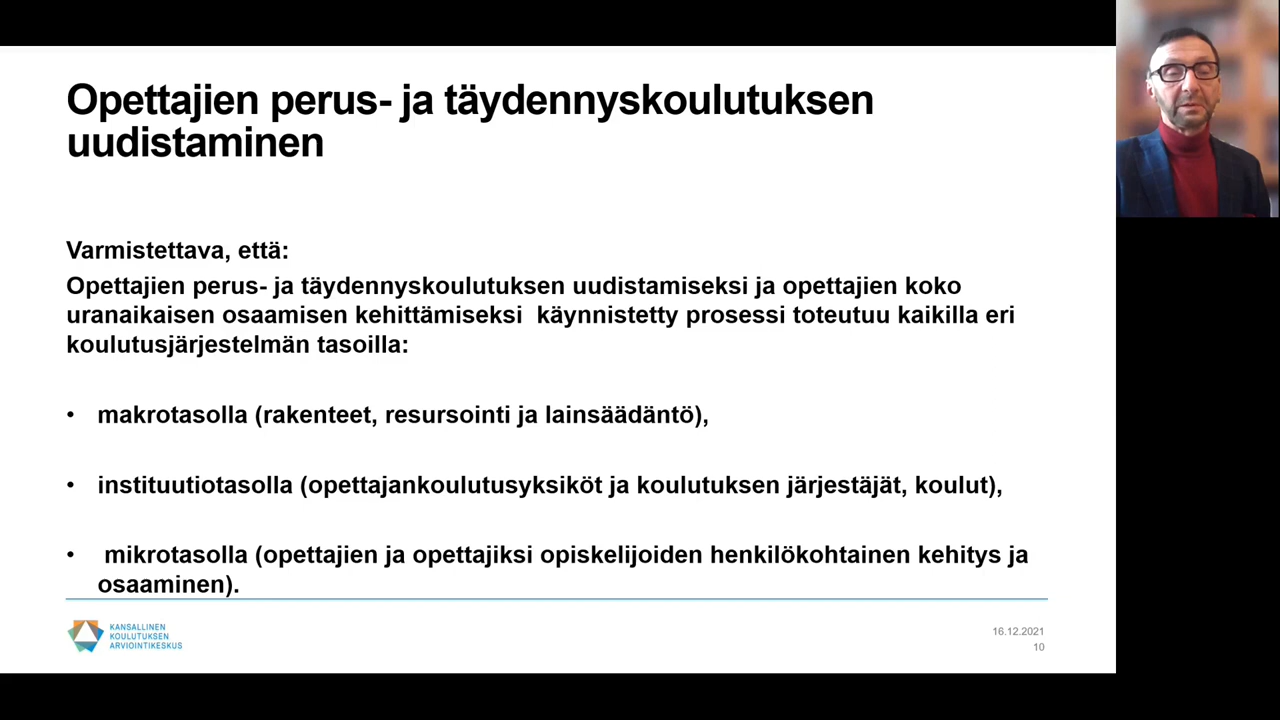 Opettajien perus- ja täydennyskoulutuksen
uudistaminen
Varmistettava, että:
Opettajien perus- ja täydennyskoulutuksen uudistamiseksi ja opettajien koko
uranaikaisen osaamisen kehittämiseksi käynnistetty prosessi toteutuu kaikilla eri
koulutusjärjestelmän tasoilla:
• makrotasolla (rakenteet, resursointi ja lainsäädäntö),
• instituutiotasolla (opettajankoulutusyksiköt ja koulutuksen järjestäjät, koulut),
• mikrotasolla (opettajien ja opettajiksi opiskelijoiden henkilökohtainen kehitys ja
osaaminen).
KANSALLINEN
KOULUTUKSEN
ARVIOINTIKESKUS
16.12.2021
10